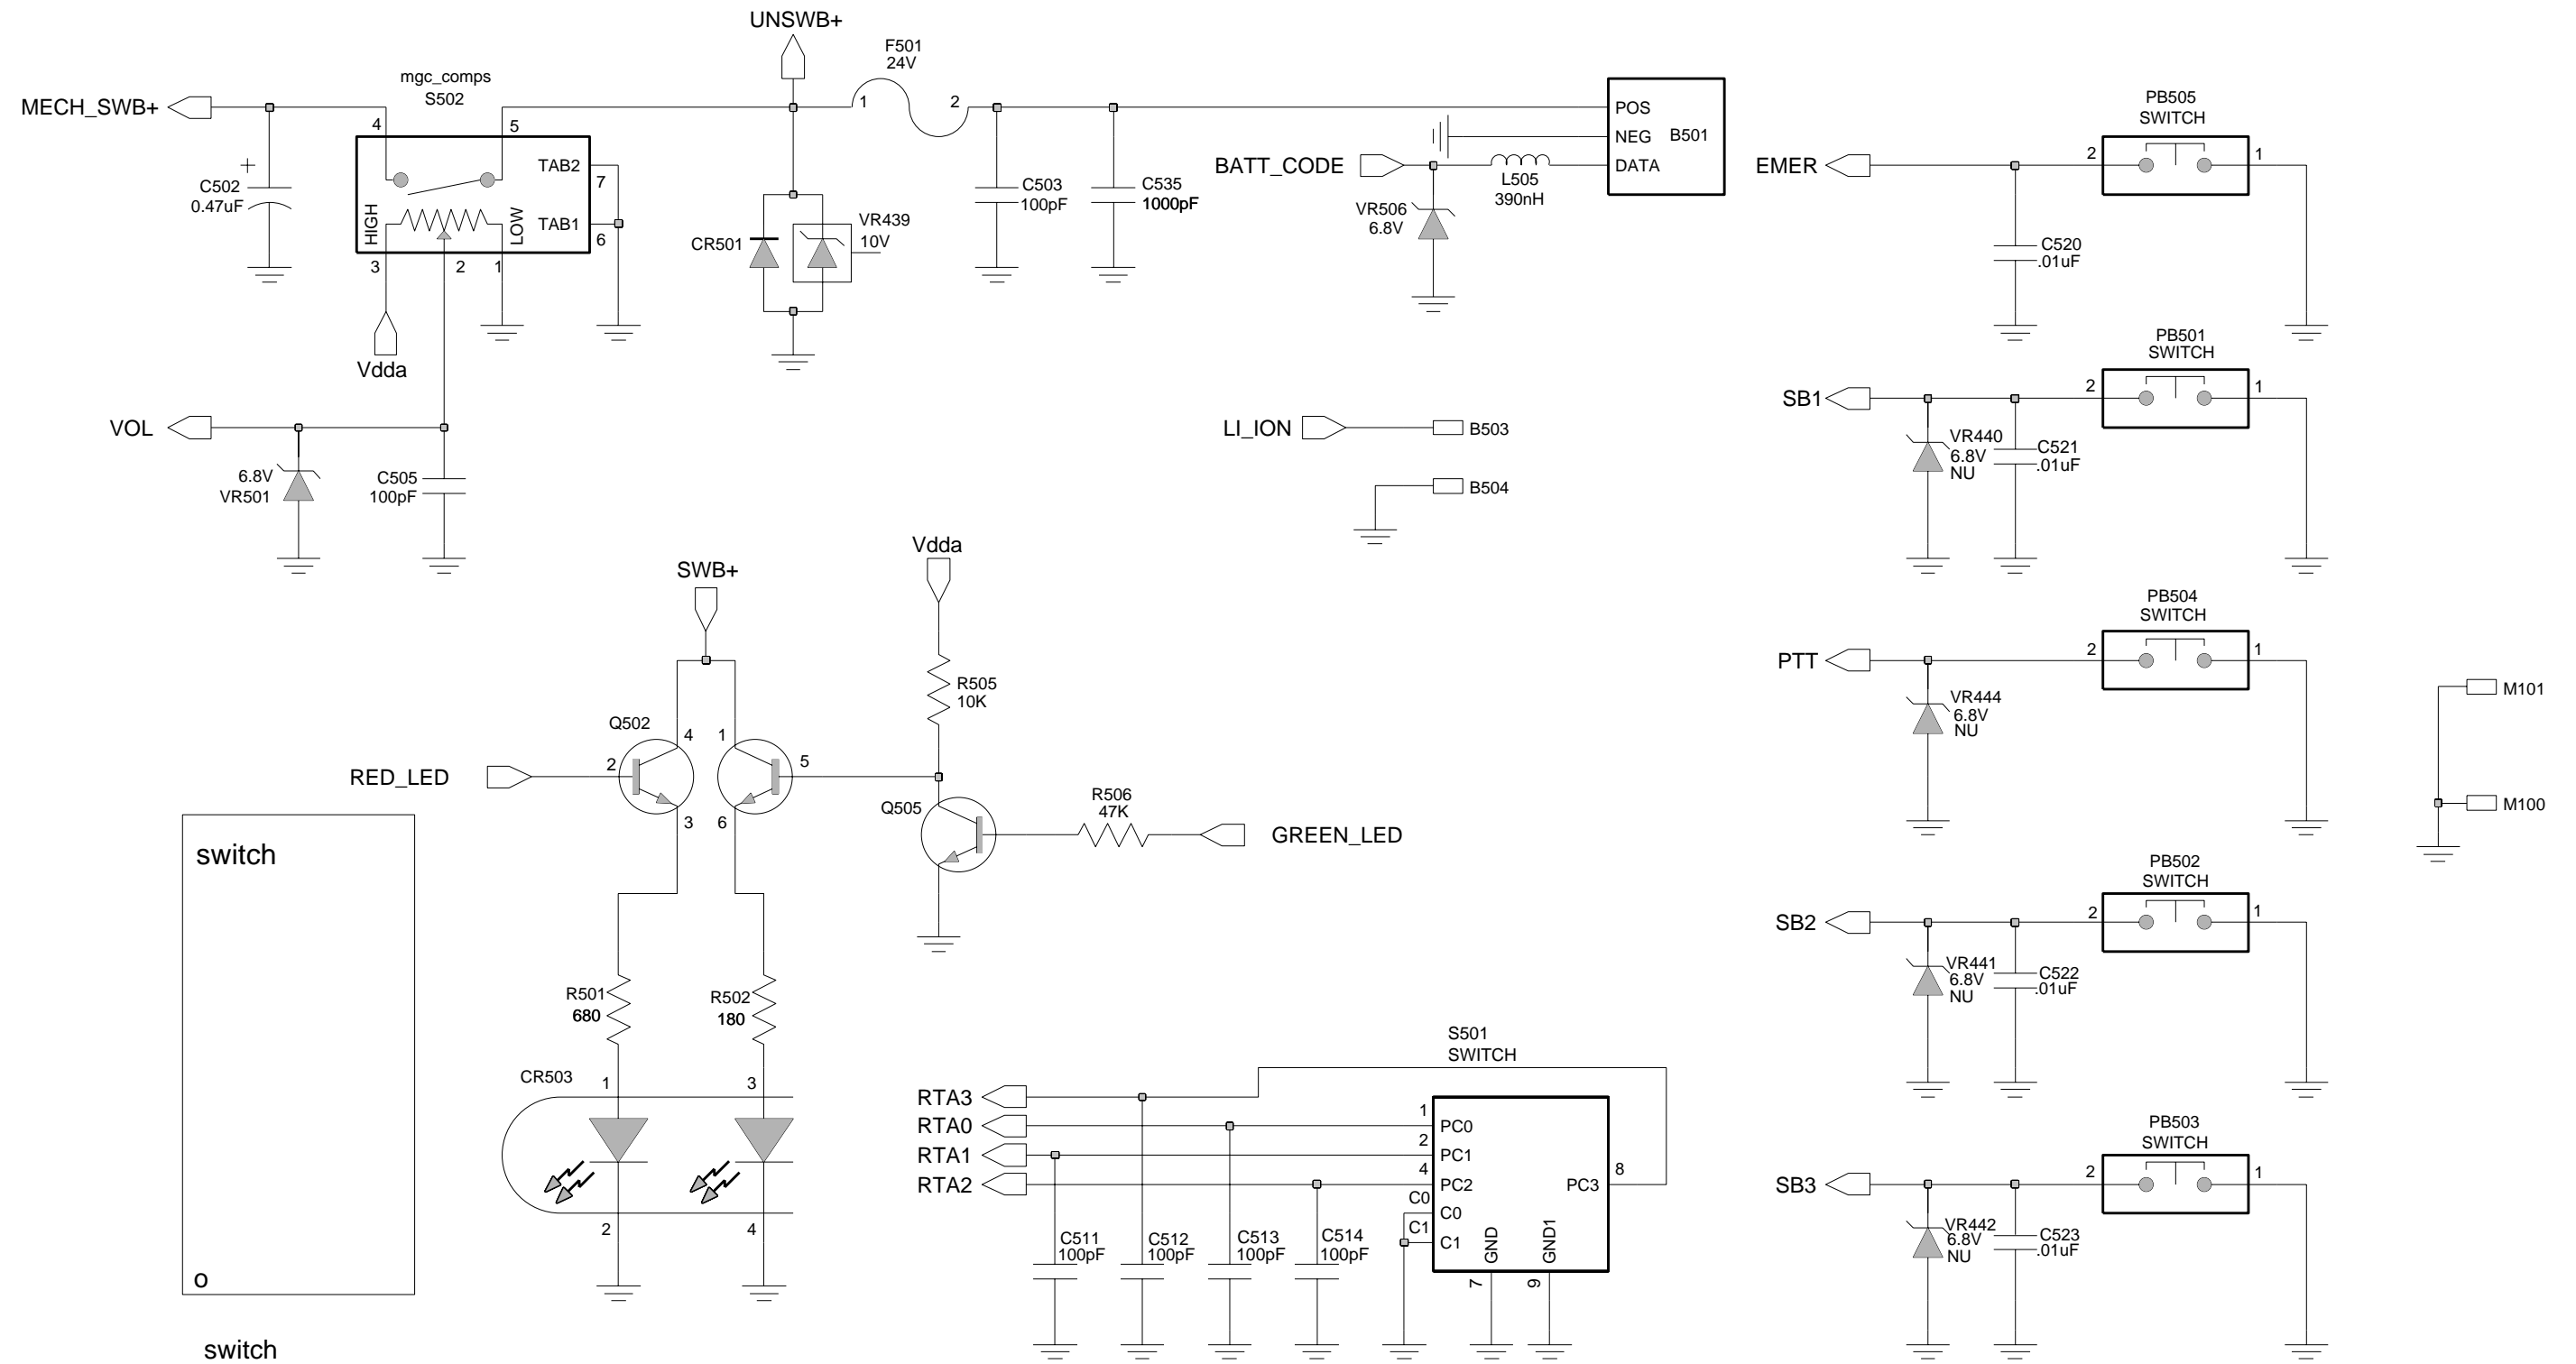 UNSWB+
F501
24V
mgc_comps
S502
MECH_SWB+
4
5
1
2
C502
0.47uF
HIGH
LOW
TAB2
7
TAB1
6
3
2
1
Vdda
CR501
VR439
10V
C503
100pF
C535
1000pF
POS
NEG
B501
DATA
BATT_CODE
L505
390nH
VR506
6.8V
PB505
SWITCH
EMER
2
1
C520
.01uF
VOL
6.8V
VR501
C505
100pF
LI_ION
B503
B504
PB501
SWITCH
SB1
2
1
VR440
6.8V
NU
C521
.01uF
SWB+
Vdda
R505
10K
Q502
4
1
RED_LED
2
5
3
6
Q505
R506
47K
GREEN_LED
PB504
SWITCH
PTT
2
1
VR444
6.8V
NU
M101
M100
switch
o
switch
R501
680
R502
180
CR503
1
3
2
4
PB502
SWITCH
SB2
2
1
VR441
6.8V
NU
C522
.01uF
S501
SWITCH
RTA3
RTA0
RTA1
RTA2
1
2
4
C0
C1
PC0
PC1
PC2
C0
C1
PC3
8
GND
GND1
7
9
C511
100pF
C512
100pF
C513
100pF
C514
100pF
PB503
SWITCH
SB3
2
1
VR442
6.8V
NU
C523
.01uF